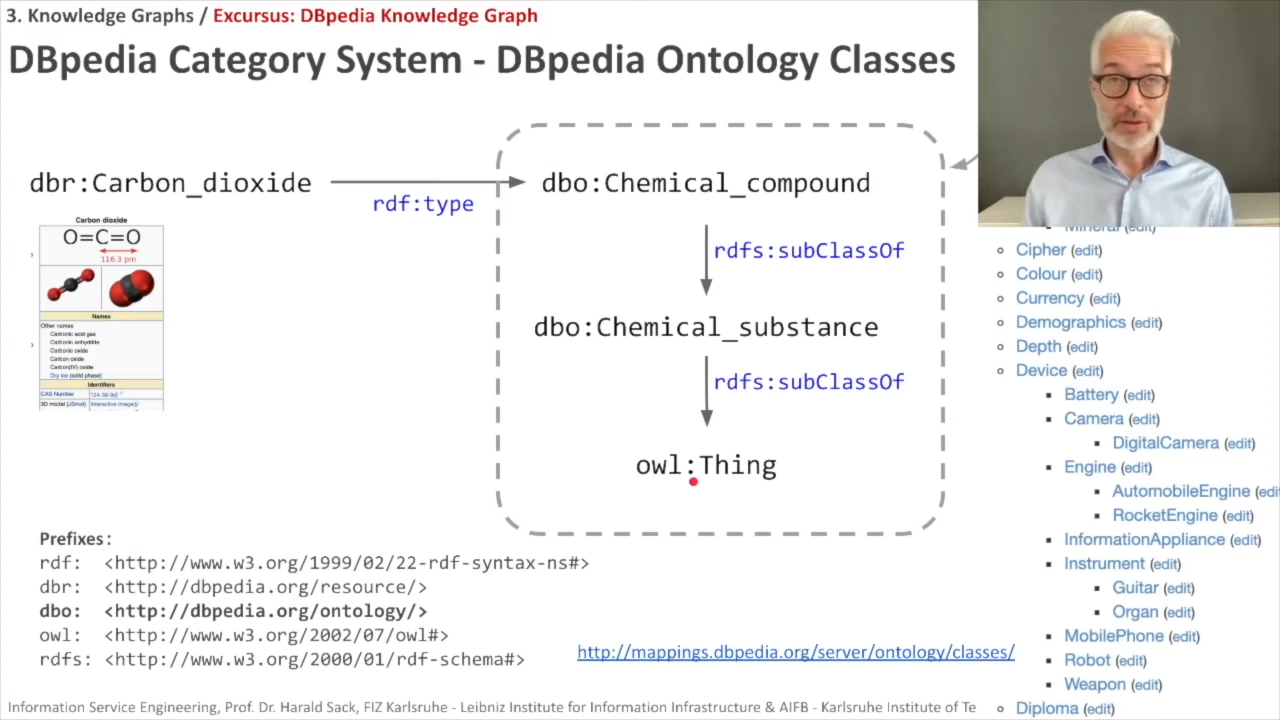 3. Knowledge Graphs / Excursus: DBpedia Knowledge Graph
DBpedia Category System - DBpedia Ontology Classes
dbr:Carbon_dioxide
rdf:type
dbo:Chemical_compound
rdfs:subClassOf
dbo:Chemical_substance
rdfs:subClassOf
owl:Thing
Carbon dioxide
O=C=O
116.3 pm
Names
Other names
Carbonic acid gas
Carbonic anhydride
Carbonic oxide
Carbon oxide
Carbon(IV) oxide
Dry ice (solid phase)
Identifiers
CAS Number
3D model (JSmol) Interactive image
Mineral (edit)
Cipher (edit)
Colour (edit)
Currency (edit)
Demographics (edit)
Depth (edit)
Device (edit)
Battery (edit)
Camera (edit)
DigitalCamera (edit)
Engine (edit)
AutomobileEngine (edit
RocketEngine (edit)
InformationAppliance (edit)
Instrument (edit)
Guitar (edit)
Organ (edit)
MobilePhone (edit)
Robot (edit)
Weapon (edit)
Diploma (edit)
Prefixes:
rdf: <http://www.w3.org/1999/02/22-rdf-syntax-ns#>
dbr: <http://dbpedia.org/resource/>
dbo: <http://dbpedia.org/ontology/>
owl: <http://www.w3.org/2002/07/owl#>
rdfs: <http://www.w3.org/2000/01/rdf-schema#>
http://mappings.dbpedia.org/server/ontology/classes/
Information Service Engineering, Prof. Dr. Harald Sack, FIZ Karlsruhe - Leibniz Institute for Information Infrastructure & AIFB - Karlsruhe Institute of Te